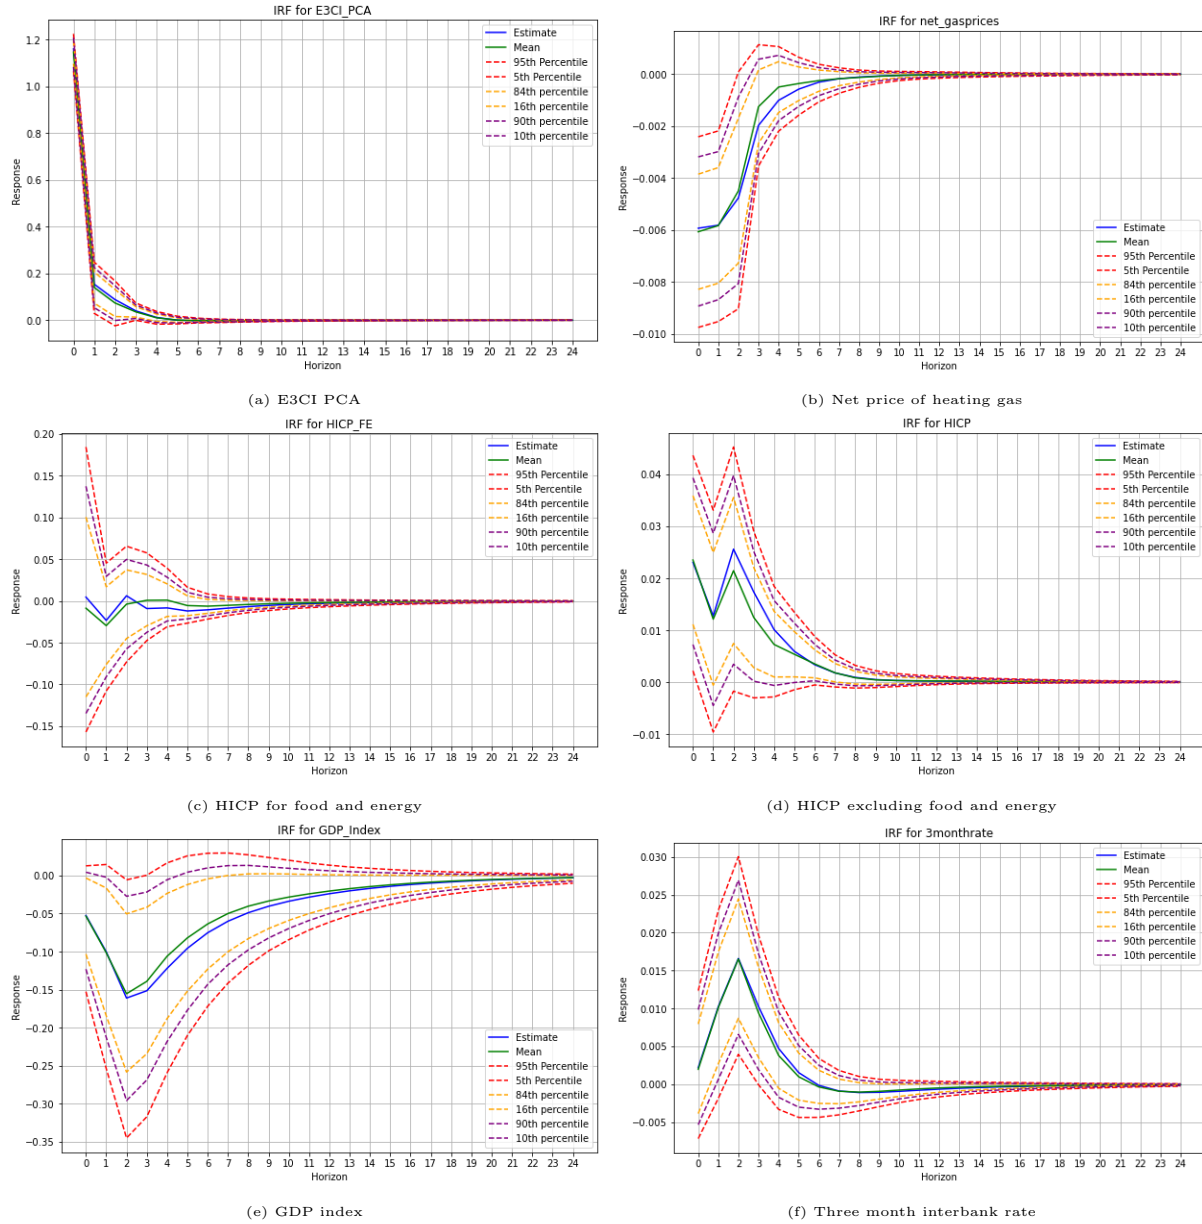 IRF for E3CI_PCA
Response
1.2
1.0
0.8
0.6
0.4
0.2
0.0
Estimate
Mean
95th Percentile
5th Percentile
84th percentile
16th percentile
90th percentile
10th percentile
0 1 2 3 4 5 6 7 8 9 10 11 12 13 14 15 16 17 18 19 20 21 22 23 24
Horizon
(a) E3CI PCA
IRF for net_gasprices
Response
0.000
−0.002
−0.004
−0.006
−0.008
−0.010
Estimate
Mean
95th Percentile
5th Percentile
84th percentile
16th percentile
90th percentile
10th percentile
0 1 2 3 4 5 6 7 8 9 10 11 12 13 14 15 16 17 18 19 20 21 22 23 24
Horizon
(b) Net price of heating gas
IRF for HICP_FE
Response
0.20
0.15
0.10
0.05
0.00
−0.05
−0.10
−0.15
Estimate
Mean
95th Percentile
5th Percentile
84th percentile
16th percentile
90th percentile
10th percentile
0 1 2 3 4 5 6 7 8 9 10 11 12 13 14 15 16 17 18 19 20 21 22 23 24
Horizon
(c) HICP for food and energy
IRF for HICP
Response
0.04
0.03
0.02
0.01
0.00
−0.01
Estimate
Mean
95th Percentile
5th Percentile
84th percentile
16th percentile
90th percentile
10th percentile
0 1 2 3 4 5 6 7 8 9 10 11 12 13 14 15 16 17 18 19 20 21 22 23 24
Horizon
(d) HICP excluding food and energy
IRF for GDP_Index
Response
0.00
−0.05
−0.10
−0.15
−0.20
−0.25
−0.30
−0.35
Estimate
Mean
95th Percentile
5th Percentile
84th percentile
16th percentile
90th percentile
10th percentile
0 1 2 3 4 5 6 7 8 9 10 11 12 13 14 15 16 17 18 19 20 21 22 23 24
Horizon
(e) GDP index
IRF for 3monthrate
Response
0.030
0.025
0.020
0.015
0.010
0.005
0.000
−0.005
Estimate
Mean
95th Percentile
5th Percentile
84th percentile
16th percentile
90th percentile
10th percentile
0 1 2 3 4 5 6 7 8 9 10 11 12 13 14 15 16 17 18 19 20 21 22 23 24
Horizon
(f) Three month interbank rate